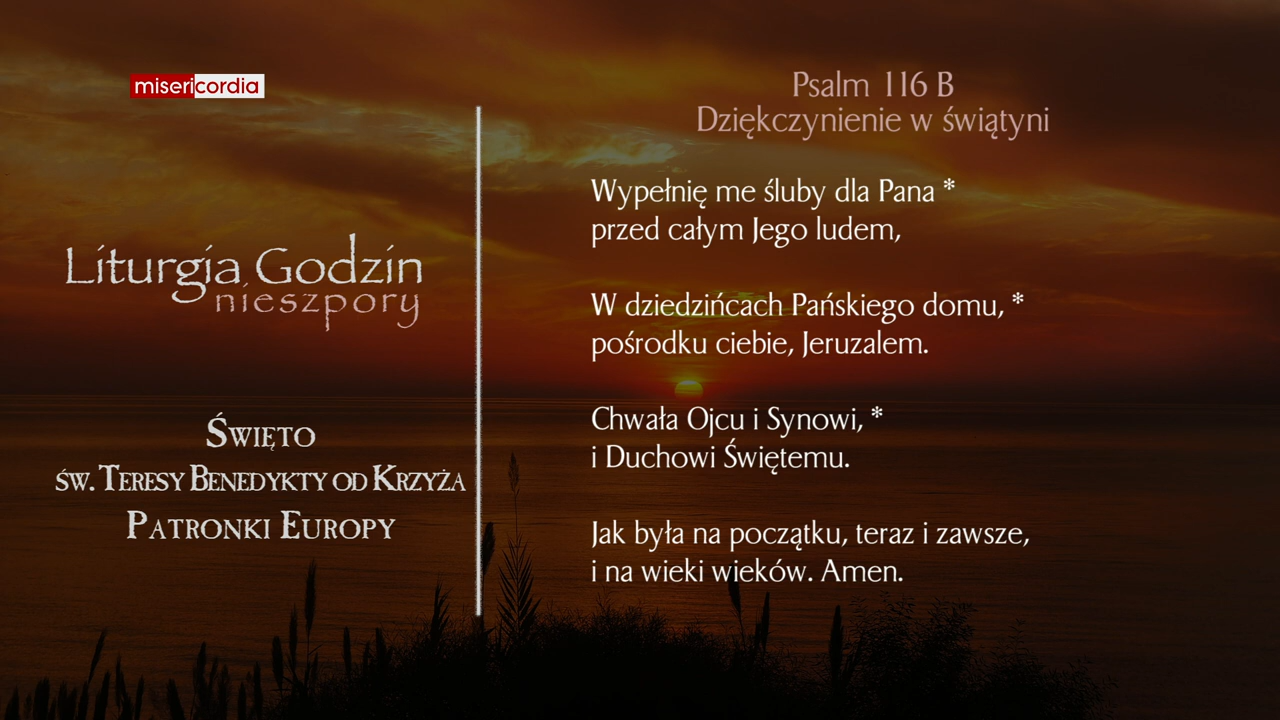 misericordia
Liturgia Godzin
nieszpory
Święto
św. Teresy Benedykty od Krzyża
Patronki Europy
Psalm 116 B
Dziękczynienie w świątyni
Wypełnię me śluby dla Pana *
przed całym Jego ludem,
W dziedzińcach Pańskiego domu, *
pośrodku ciebie, Jeruzalem.
Chwała Ojcu i Synowi, *
i Duchowi Świętemu.
Jak była na początku, teraz i zawsze,
i na wieki wieków. Amen.